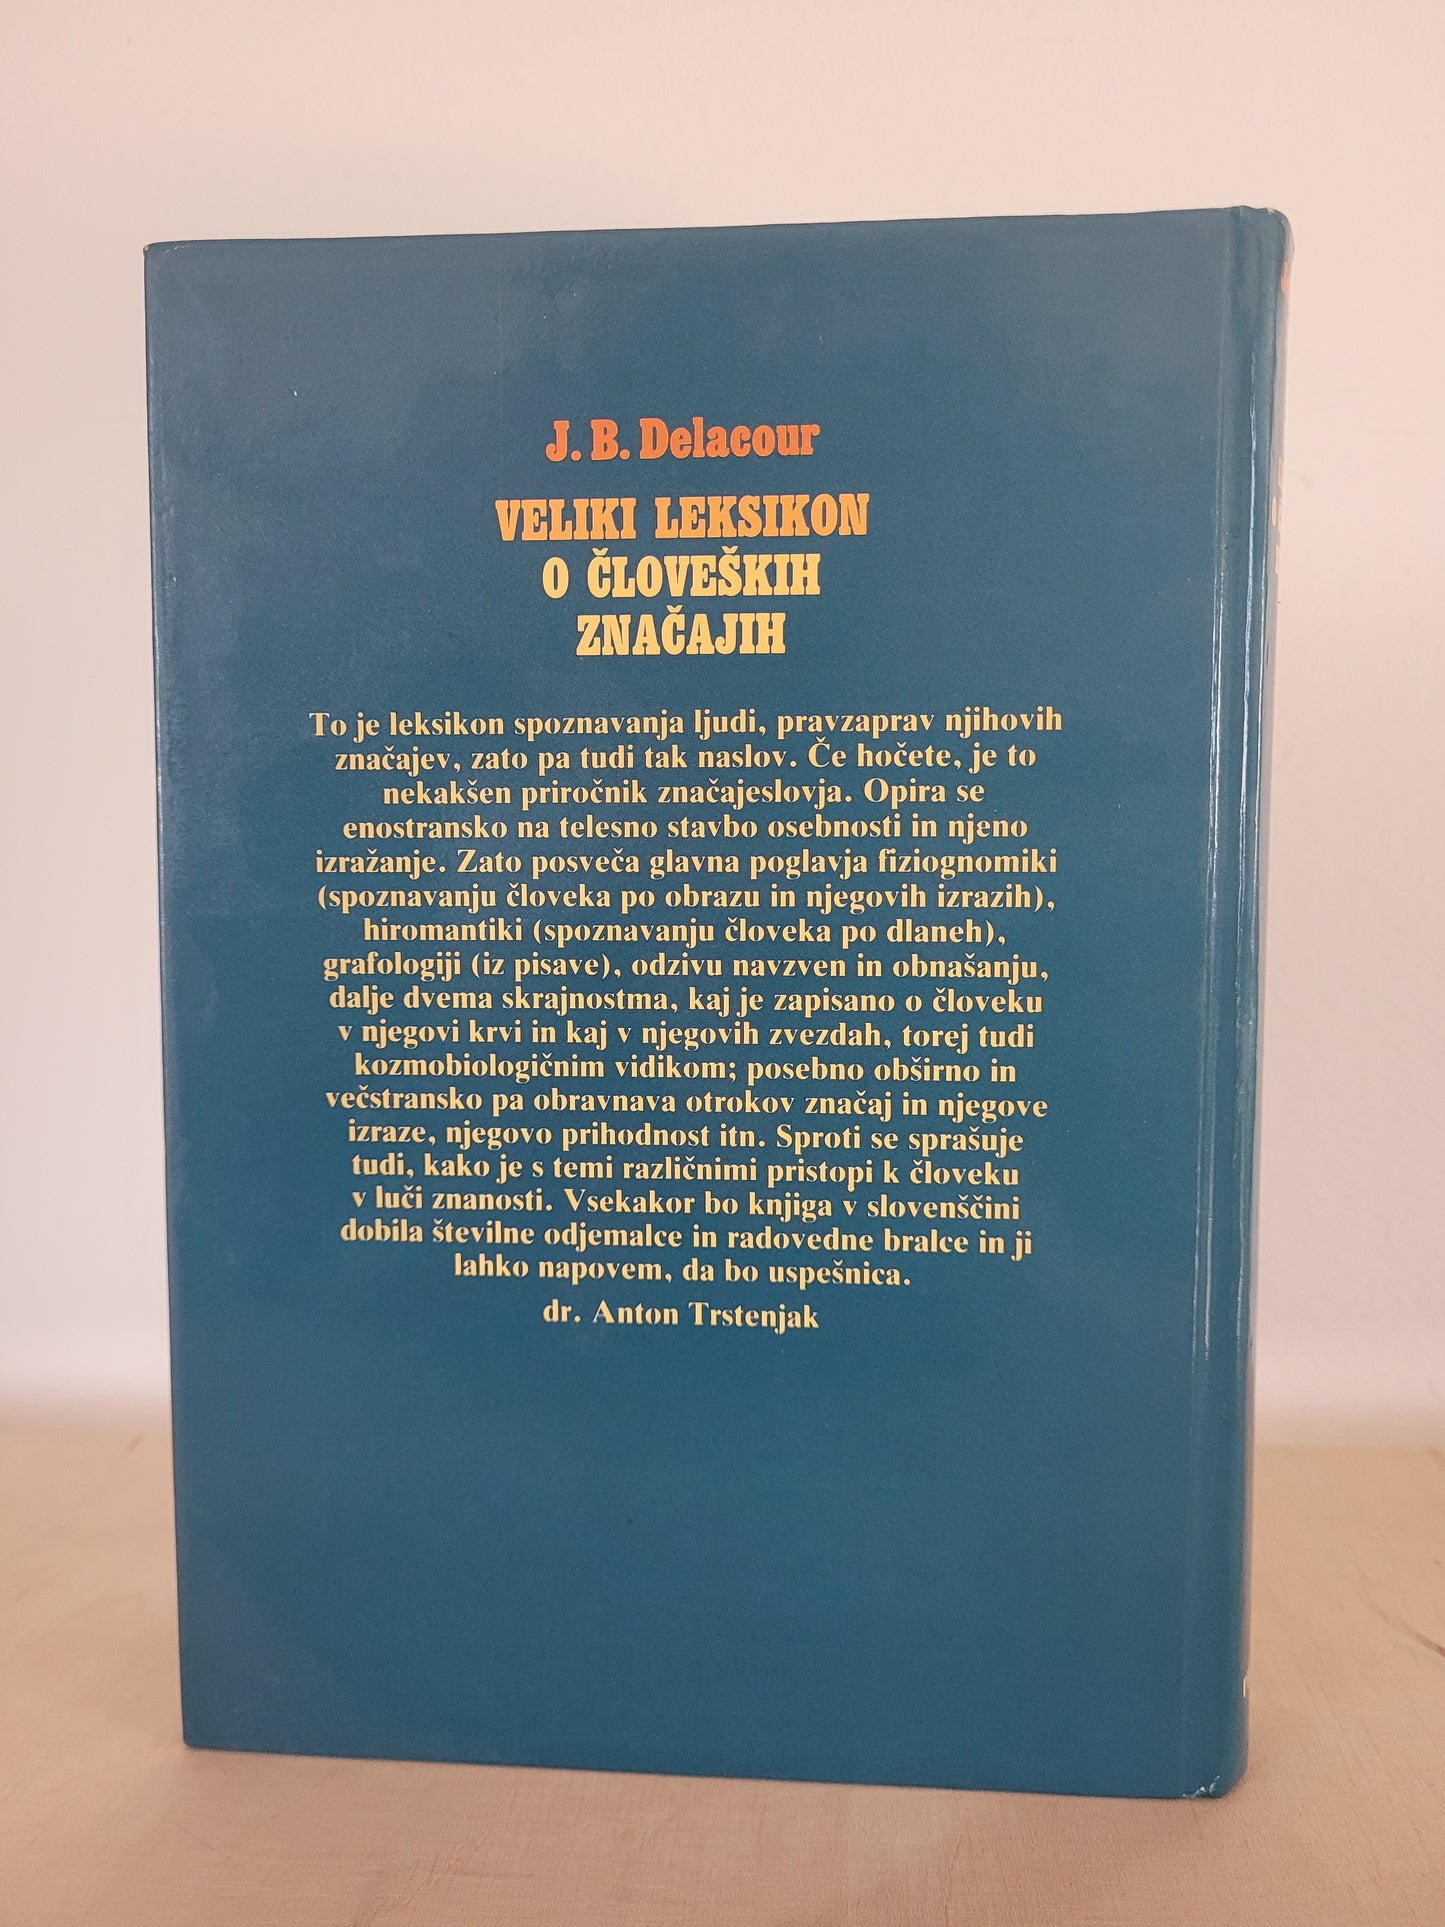 J. B. Delacour
VELIKI LEKSIKON
O ČLOVEŠKIH
ZNAČAJIH
To je leksikon spoznavanja ljudi, pravzaprav njihovih
značajev, zato pa tudi tak naslov. Če hočete, je to
nekakšen priročnik značajeslovja. Opira se
enostransko na telesno stavbo osebnosti in njeno
izražanje. Zato posveča glavna poglavja fiziognomiki
(spoznavanju človeka po obrazu in njegovih izrazih),
hiromantiki (spoznavanju človeka po dlaneh),
grafologiji (iz pisave), odzivu navzven in obnašanju,
dalje dvema skrajnostma, kaj je zapisano o človeku
v njegovi krvi in kaj v njegovih zvezdah, torej tudi
kozmobiologičnim vidikom; posebno obširno in
večstransko pa obravnava otrokov značaj in njegove
izraze, njegovo prihodnost itn. Sproti se sprašuje
tudi, kako je s temi različnimi pristopi k človeku
v luči znanosti. Vsekakor bo knjiga v slovenščini
dobila številne odjemalce in radovedne bralce in ji
lahko napovem, da bo uspešnica.
dr. Anton Trstenjak